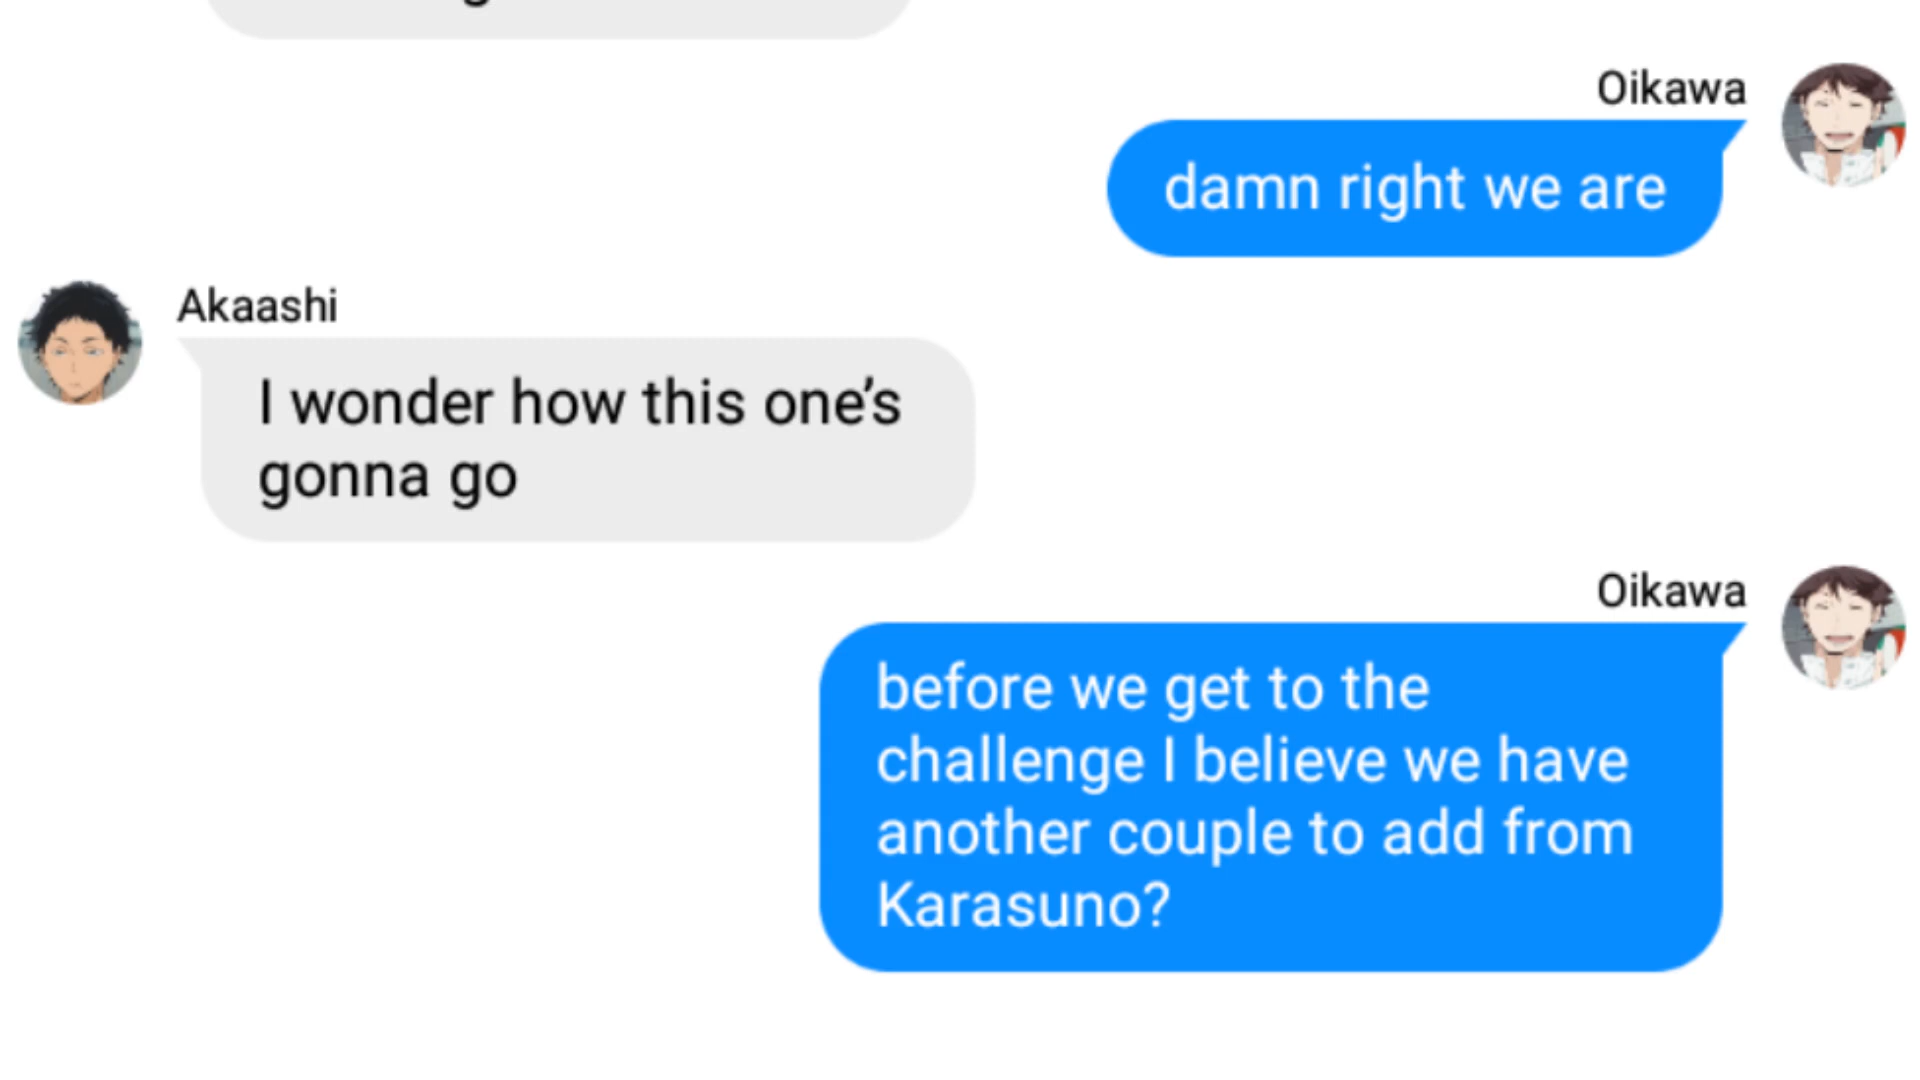 Oikawa
damn right we are
Akaashi
I wonder how this one’s
gonna go
Oikawa
before we get to the
challenge I believe we have
another couple to add from
Karasuno?